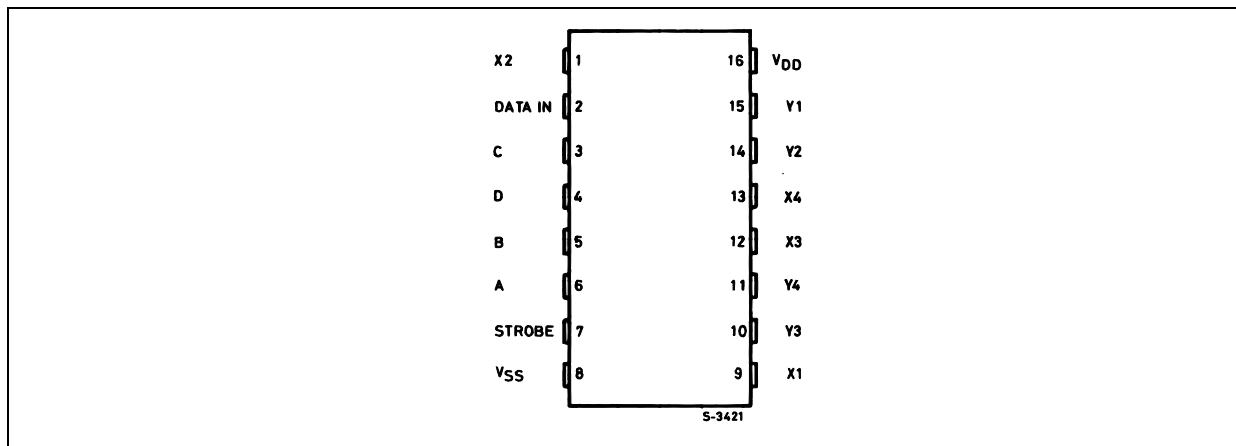 X2 1 16 VDD
DATA IN 2 15 Y1
C 3 14 Y2
D 4 13 X4
B 5 12 X3
A 6 11 Y4
STROBE 7 10 Y3
VSS 8 9 X1
S-3421